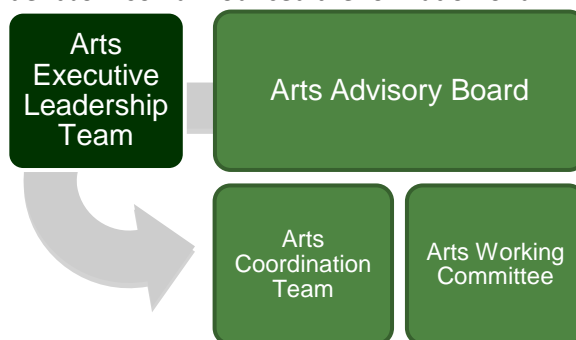 Arts
Executive
Leadership
Team
Arts Advisory Board
Arts
Coordination
Team
Arts Working
Committee